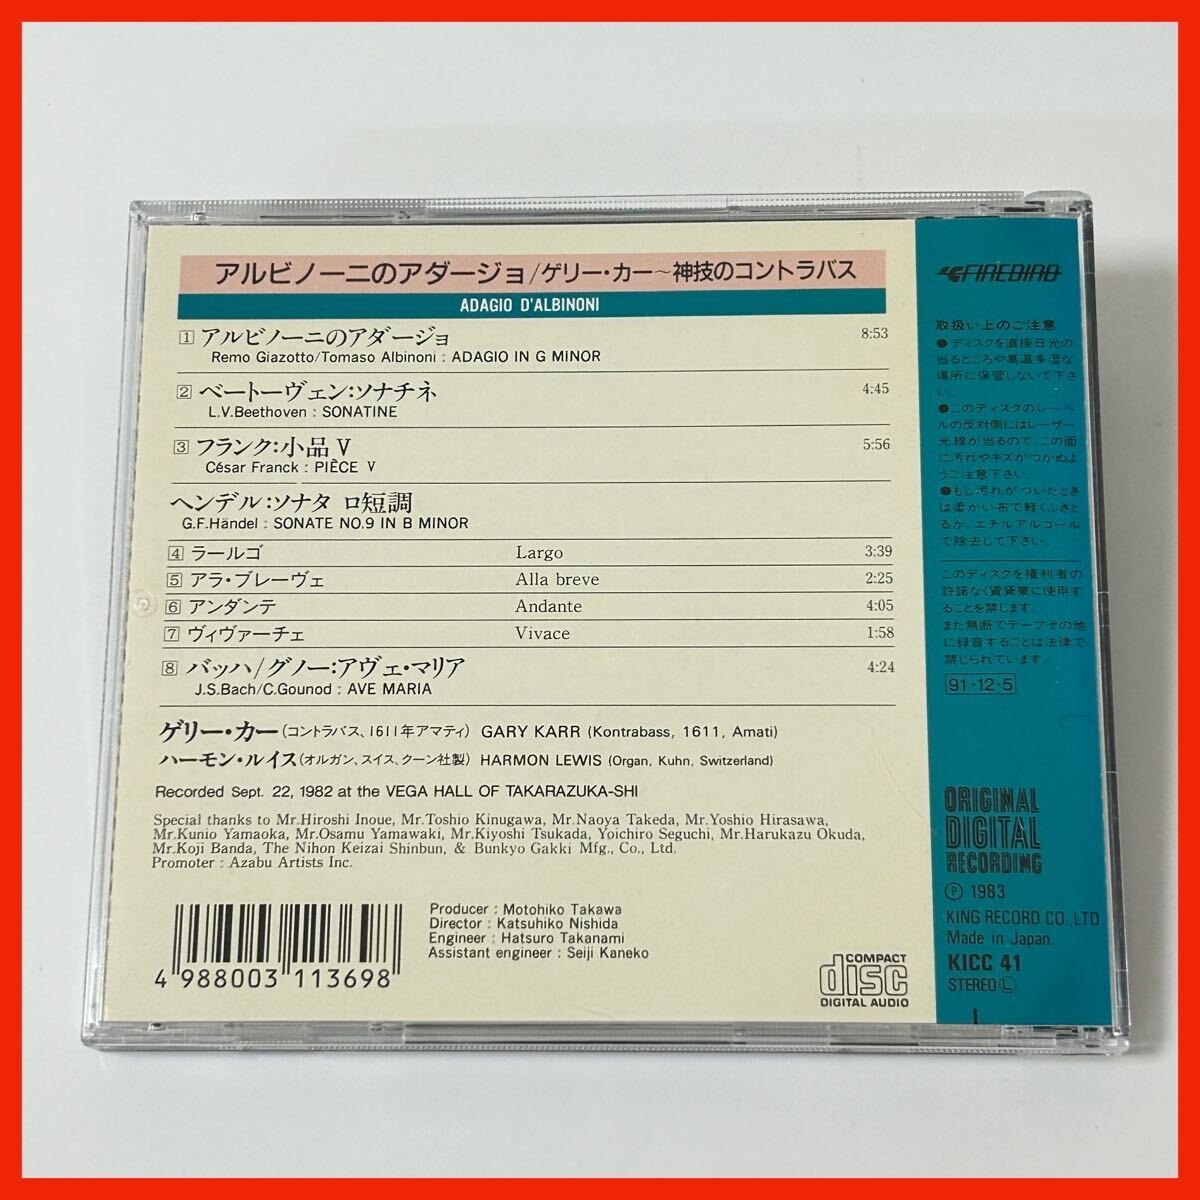 アルビノーニのアダージョ/ゲリー・カー〜神技のコントラバス
ADAGIO D'ALBINONI
1 アルビノーニのアダージョ 8:53
Remo Giazotto/Tomaso Albinoni : ADAGIO IN G MINOR
2 ベートーヴェン:ソナチネ 4:45
L.V.Beethoven : SONATINE
3 フランク:小品 V 5:56
César Franck : PIÈCE V
ヘンデル:ソナタ ロ短調
G.F.Händel : SONATE NO.9 IN B MINOR
4 ラールゴ Largo 3:39
5 アラ・ブレーヴェ Alla breve 2:25
6 アンダンテ Andante 4:05
7 ヴィヴァーチェ Vivace 1:58
8 バッハ/グノー:アヴェ・マリア 4:24
J.S.Bach/C.Gounod : AVE MARIA
ゲリー・カー(コントラバス、1611年アマティ) GARY KARR (Kontrabass, 1611, Amati)
ハーモン・ルイス(オルガン、スイス、クーン社製) HARMON LEWIS (Organ, Kuhn, Switzerland)
Recorded Sept. 22, 1982 at the VEGA HALL OF TAKARAZUKA-SHI
Special thanks to Mr.Hiroshi Inoue, Mr.Toshio Kinugawa, Mr.Naoya Takeda, Mr.Yoshio Hirasawa,
Mr.Kunio Yamaoka, Mr.Osamu Yamawaki, Mr.Kiyoshi Tsukada, Yoichiro Seguchi, Mr.Harukazu Okuda,
Mr.Koji Banda, The Nihon Keizai Shinbun, & Bunkyo Gakki Mfg., Co., Ltd.
Promoter : Azabu Artists Inc.
4 988003 113698
Producer : Motohiko Takawa
Director : Katsuhiko Nishida
Engineer : Hatsuro Takanami
Assistant engineer : Seiji Kaneko
COMPACT
disc
DIGITAL AUDIO
FIREBIRD
取扱い上のご注意
●ディスクを直接日光の
当るところや高温多湿な
場所に保管しないで下さ
い。
●このディスクのレーベ
ルの反対側にはレーザー
光線が当るので、この面
に汚れやキズがつかぬよ
うご注意下さい。
●もし汚れがついたとき
は柔かい布で軽くふきと
るか、エチルアルコール
で除去して下さい。
このディスクを権利者の
許諾なく賃貸業に使用す
ることを禁じます。
また無断でテープその他
に録音することは法律で
禁じられています。
91·12·5
ORIGINAL
DIGITAL
RECORDING
Ⓟ 1983
KING RECORD CO.,LTD.
Made in Japan.
KICC 41
STEREO Ⓛ